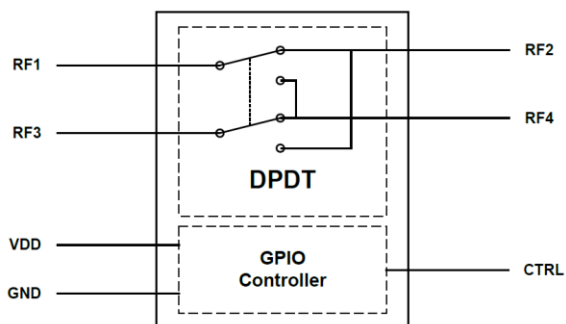 RF1
RF2
RF3
RF4
DPDT
VDD
GPIO
Controller
CTRL
GND